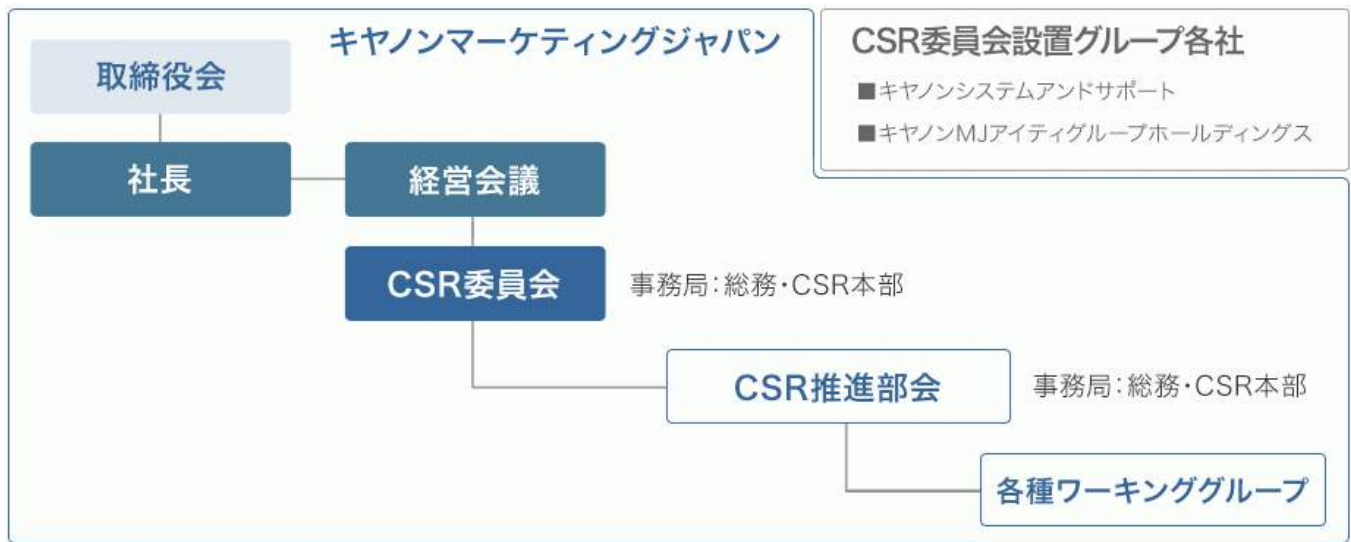 キヤノンマーケティングジャパン
取締役会
社長
経営会議
CSR委員会
事務局:総務・CSR本部
CSR推進部会
事務局:総務・CSR本部
各種ワーキンググループ
CSR委員会設置グループ各社
■キヤノンシステムアンドサポート
■キヤノンMJアイティグループホールディングス